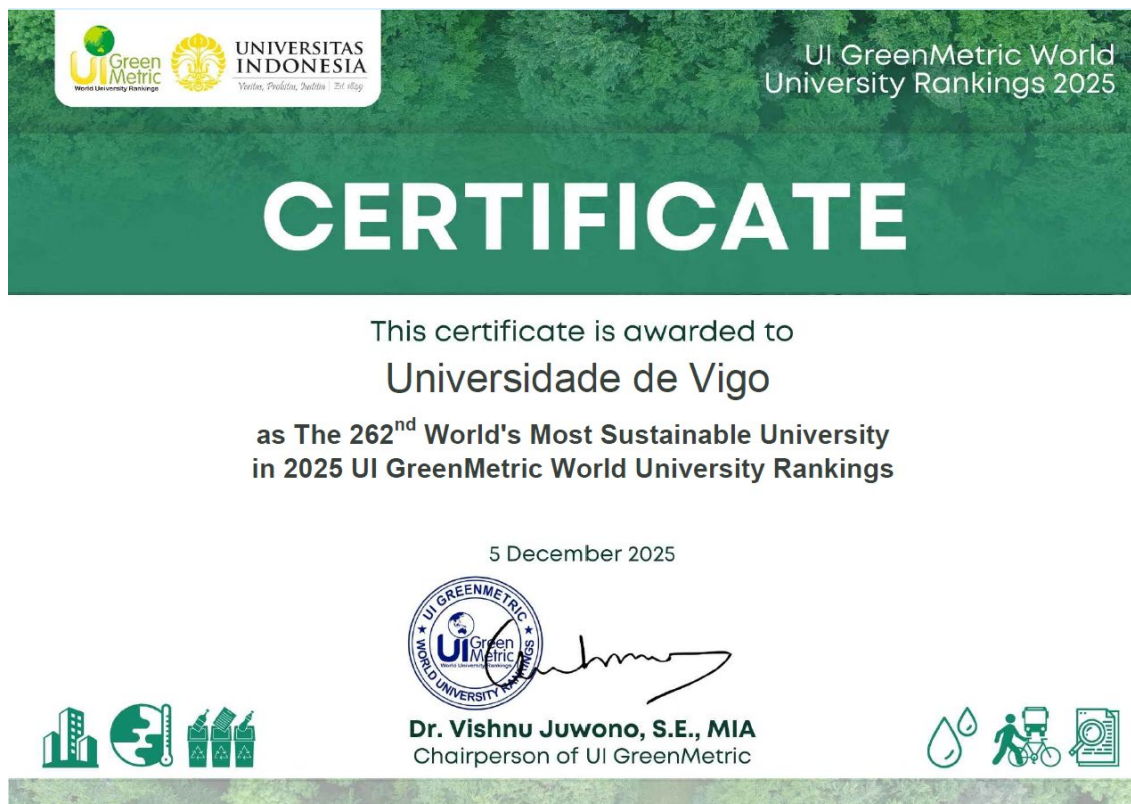 UI Green
Metric
World University Rankings
UNIVERSITAS
INDONESIA
Veritas, Probitas, Iustitia | Est 1849
UI GreenMetric World
University Rankings 2025
CERTIFICATE
This certificate is awarded to
Universidade de Vigo
as The 262nd World's Most Sustainable University
in 2025 UI GreenMetric World University Rankings
5 December 2025
UI GREENMETRIC
UI Green
Metric
World University Rankings
WORLD UNIVERSITY RANKINGS
Dr. Vishnu Juwono, S.E., MIA
Chairperson of UI GreenMetric